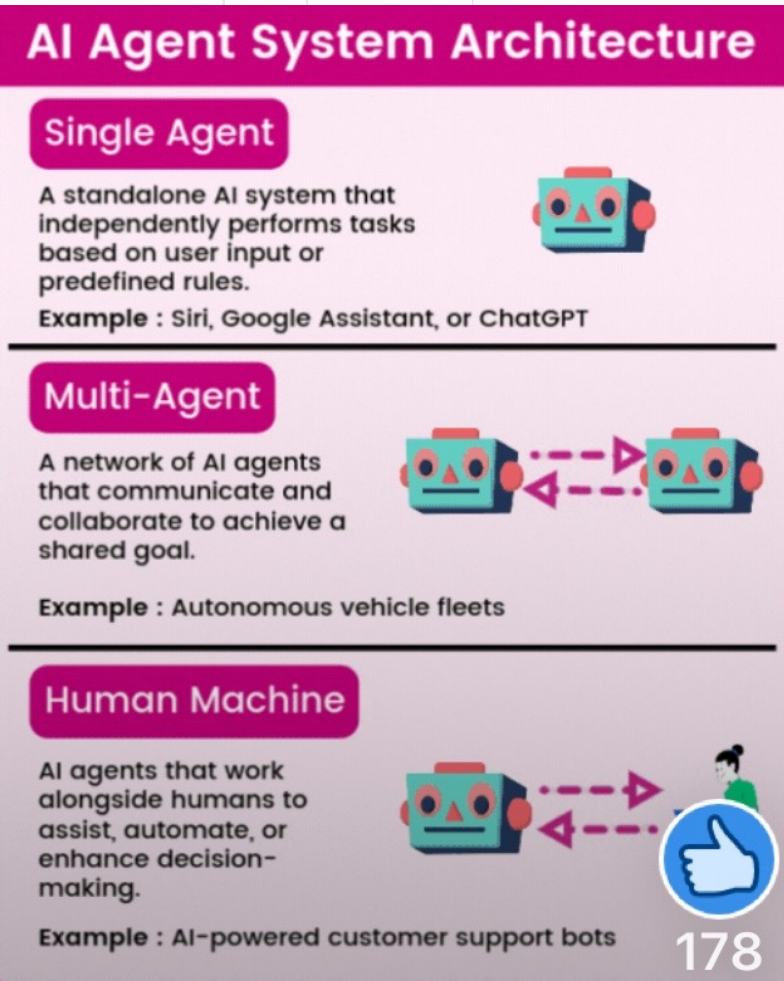 AI Agent System Architecture
Single Agent
A standalone AI system that
independently performs tasks
based on user input or
predefined rules.
Example : Siri, Google Assistant, or ChatGPT
Multi-Agent
A network of AI agents
that communicate and
collaborate to achieve a
shared goal.
Example : Autonomous vehicle fleets
Human Machine
AI agents that work
alongside humans to
assist, automate, or
enhance decision-
making.
Example : AI-powered customer support bots
178